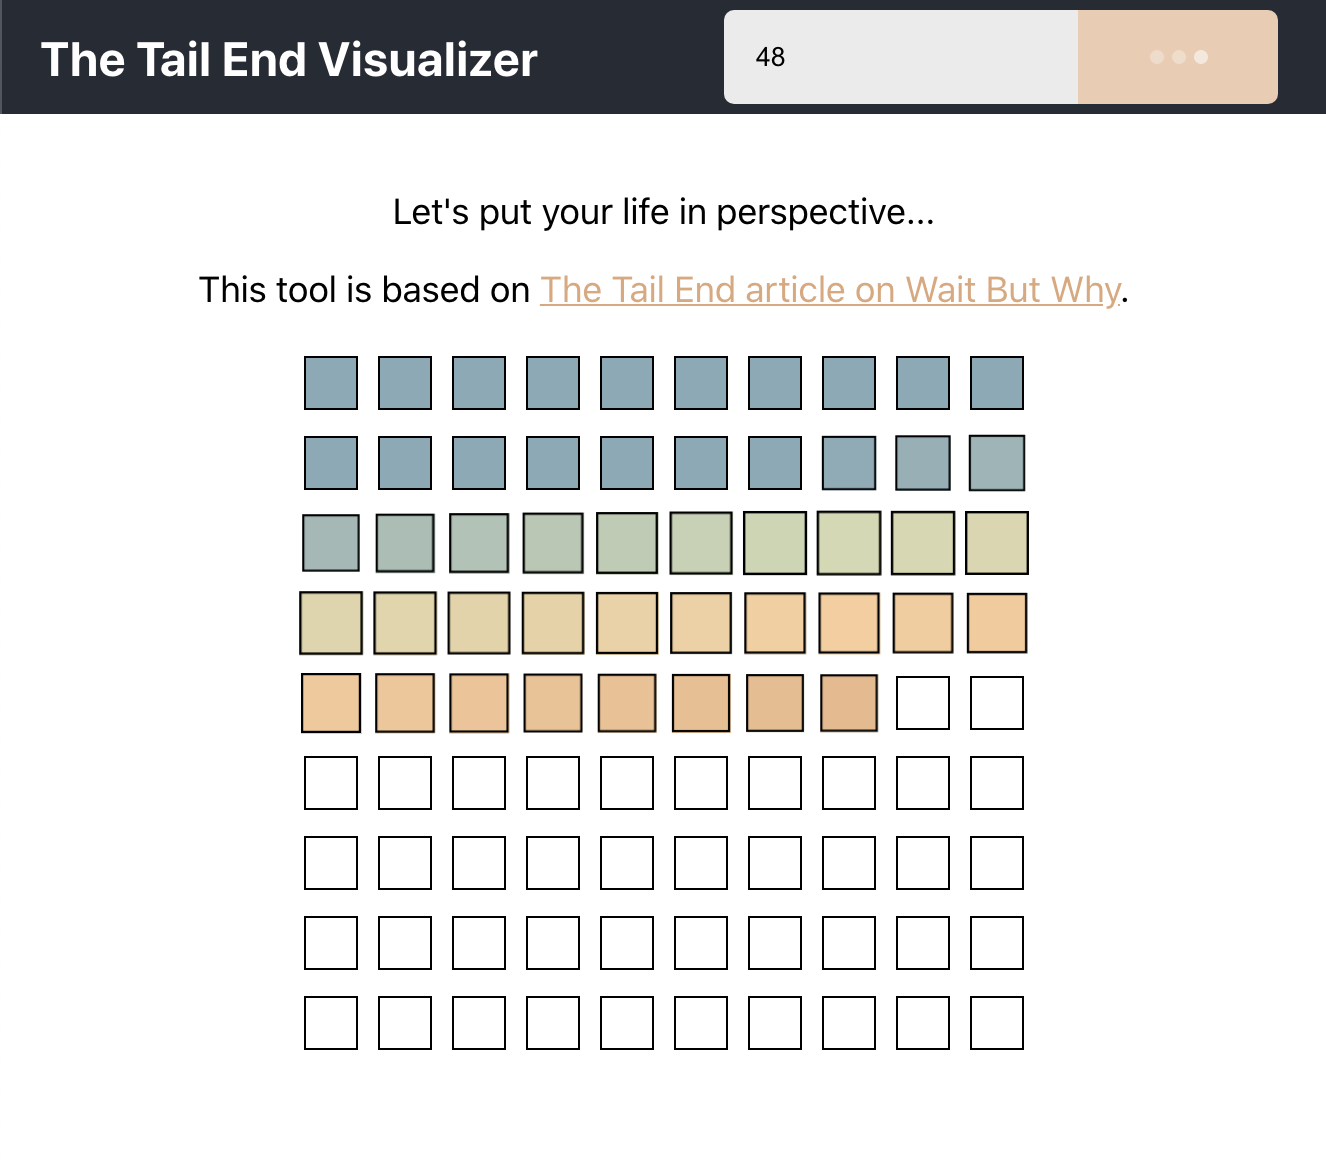 The Tail End Visualizer
48
Let's put your life in perspective...
This tool is based on The Tail End article on Wait But Why.